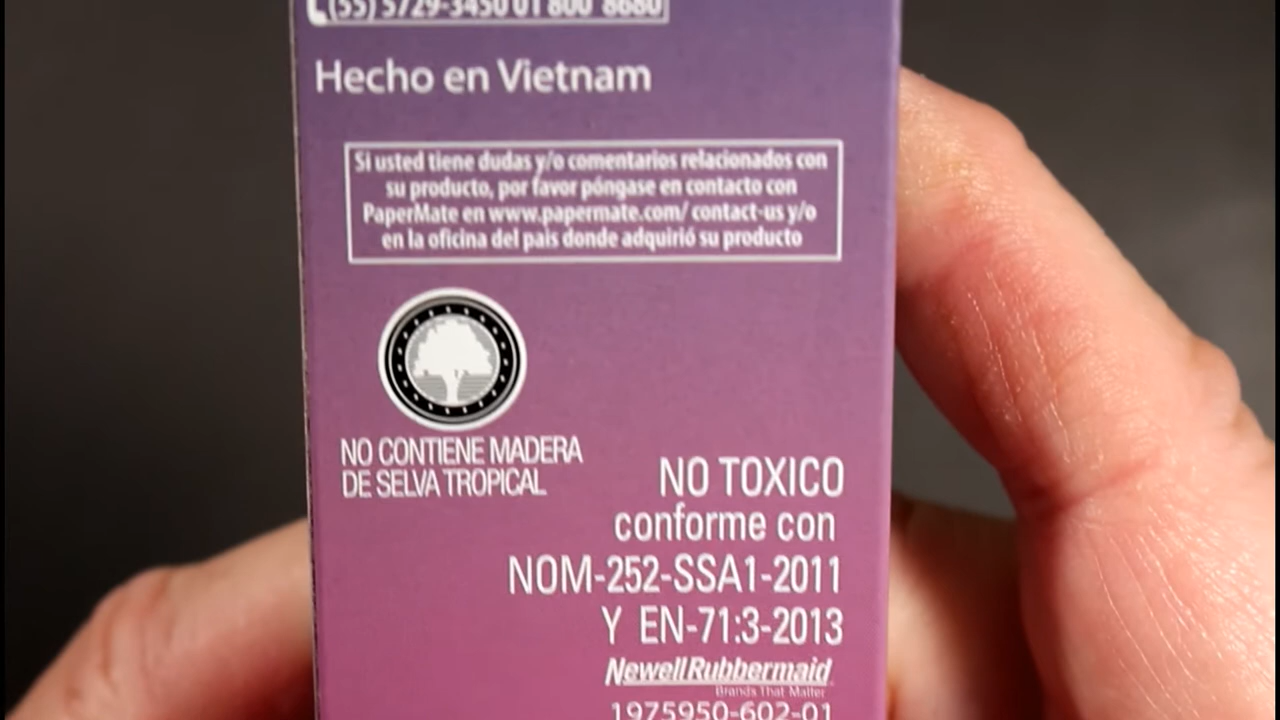 (55) 5729-3450 01 800 8680
Hecho en Vietnam
Si usted tiene dudas y/o comentarios relacionados con
su producto, por favor póngase en contacto con
PaperMate en www.papermate.com/ contact-us y/o
en la oficina del pais donde adquirió su producto
NO CONTIENE MADERA
DE SELVA TROPICAL
NO TOXICO
conforme con
NOM-252-SSA1-2011
Y EN-71:3-2013
NewellRubbermaid
Brands That Matter
1975950-602-01